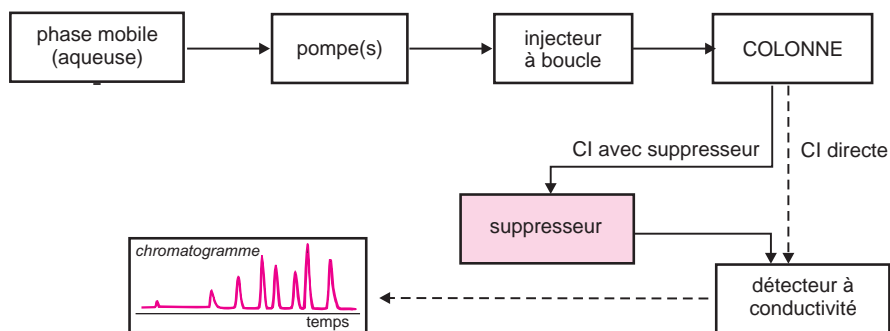 phase mobile
(aqueuse)
pompe(s)
injecteur
à boucle
COLONNE
CI avec suppresseur
CI directe
suppresseur
chromatogramme
temps
détecteur à
conductivité